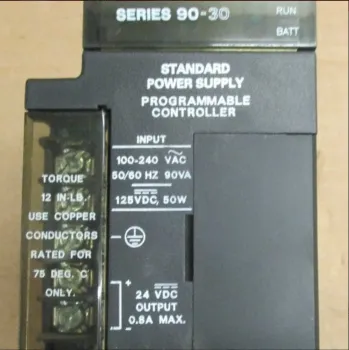 SERIES 90-30
RUN
BATT
STANDARD
POWER SUPPLY
PROGRAMMABLE
CONTROLLER
INPUT
100-240 VAC
50/60 HZ 90VA
125VDC, 50W
TORQUE
12 IN-LB.
USE COPPER
CONDUCTORS
RATED FOR
75 DEG. C
ONLY.
+
24 VDC
OUTPUT
0.8A MAX.
-